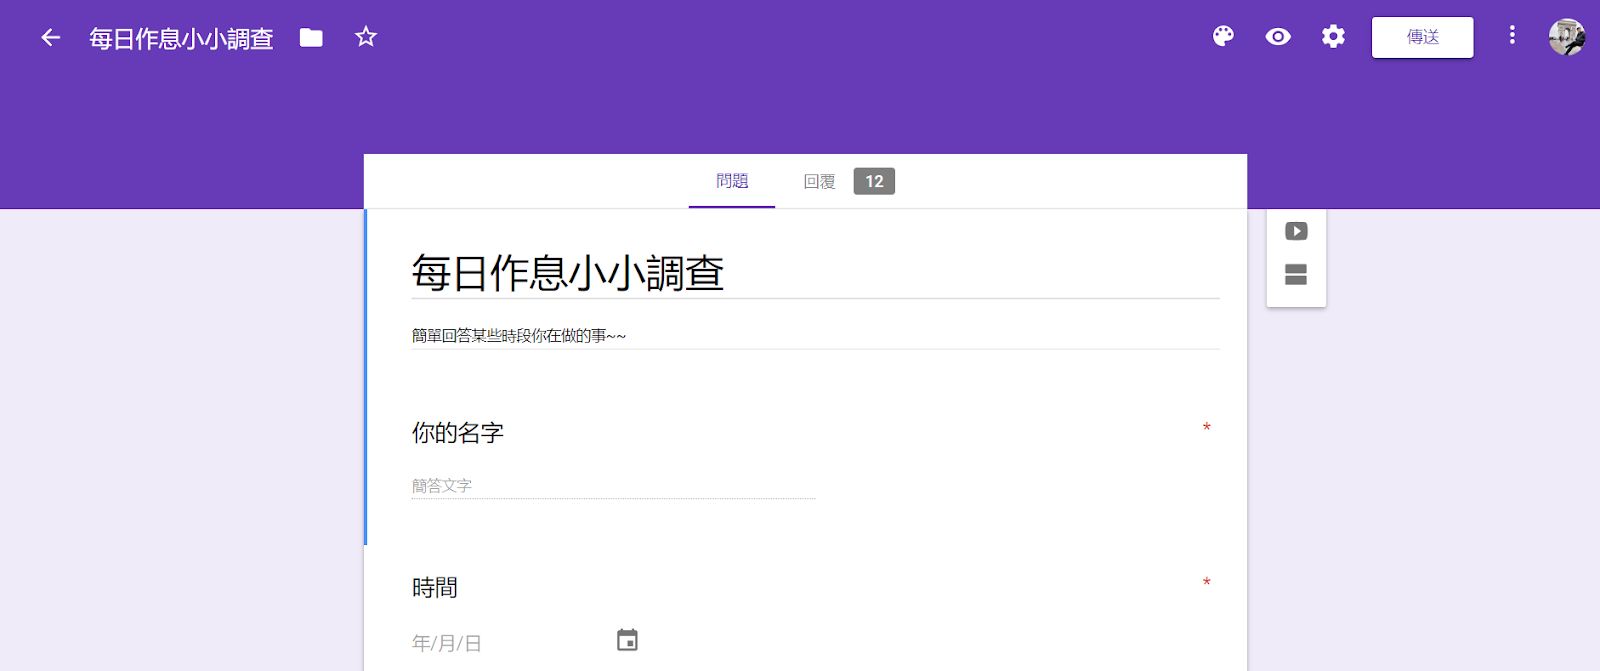 每日作息小小調查
傳送
問題 回覆 12
每日作息小小調查
簡單回答某些時段你在做的事~~
你的名字 *
簡答文字
時間 *
年/月/日